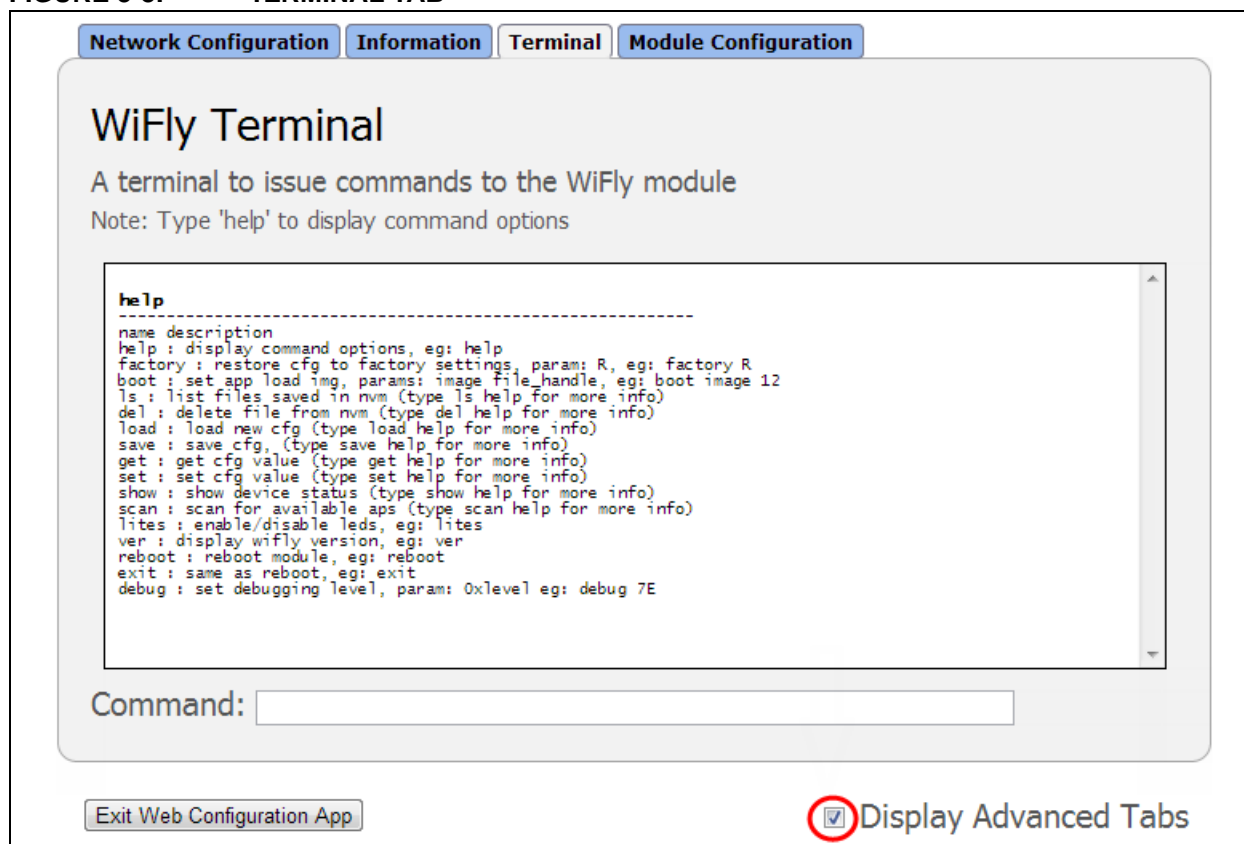 Network Configuration Information Terminal Module Configuration
WiFly Terminal
A terminal to issue commands to the WiFly module
Note: Type 'help' to display command options
help
------------------------------------------------------------
name description
help : display command options, eg: help
factory : restore cfg to factory settings, param: R, eg: factory R
boot : set app load img, params: image file_handle, eg: boot image 12
ls : list files saved in nvm (type ls help for more info)
del : delete file from nvm (type del help for more info)
load : load new cfg (type load help for more info)
save : save cfg, (type save help for more info)
get : get cfg value (type get help for more info)
set : set cfg value (type set help for more info)
show : show device status (type show help for more info)
scan : scan for available aps (type scan help for more info)
lites : enable/disable leds, eg: lites
ver : display wifly version, eg: ver
reboot : reboot module, eg: reboot
exit : same as reboot, eg: exit
debug : set debugging level, param: 0xlevel eg: debug 7E
Command:
Exit Web Configuration App
Display Advanced Tabs